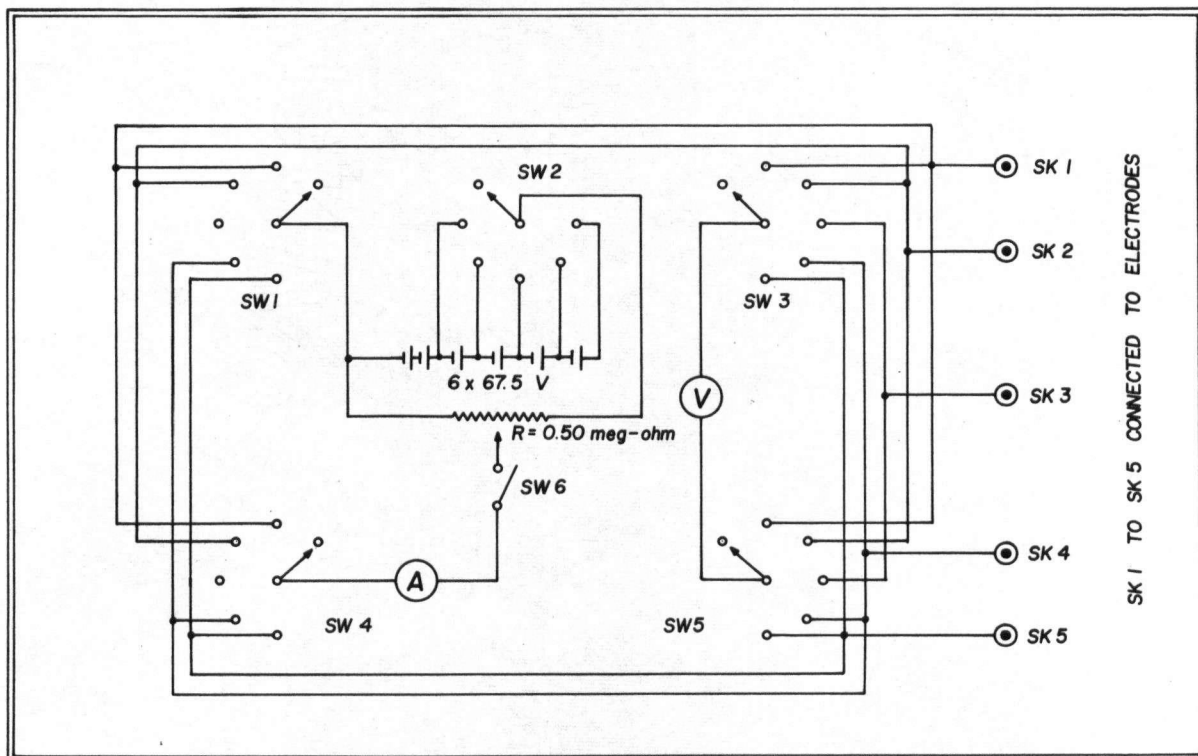 SW 2
SK 1
SK 2
SW 1
SW 3
6 x 67.5 V
V
SK 3
R = 0.50 meg-ohm
SW 6
SK 4
A
SW 4
SW5
SK 5
SK 1 TO SK 5 CONNECTED TO ELECTRODES